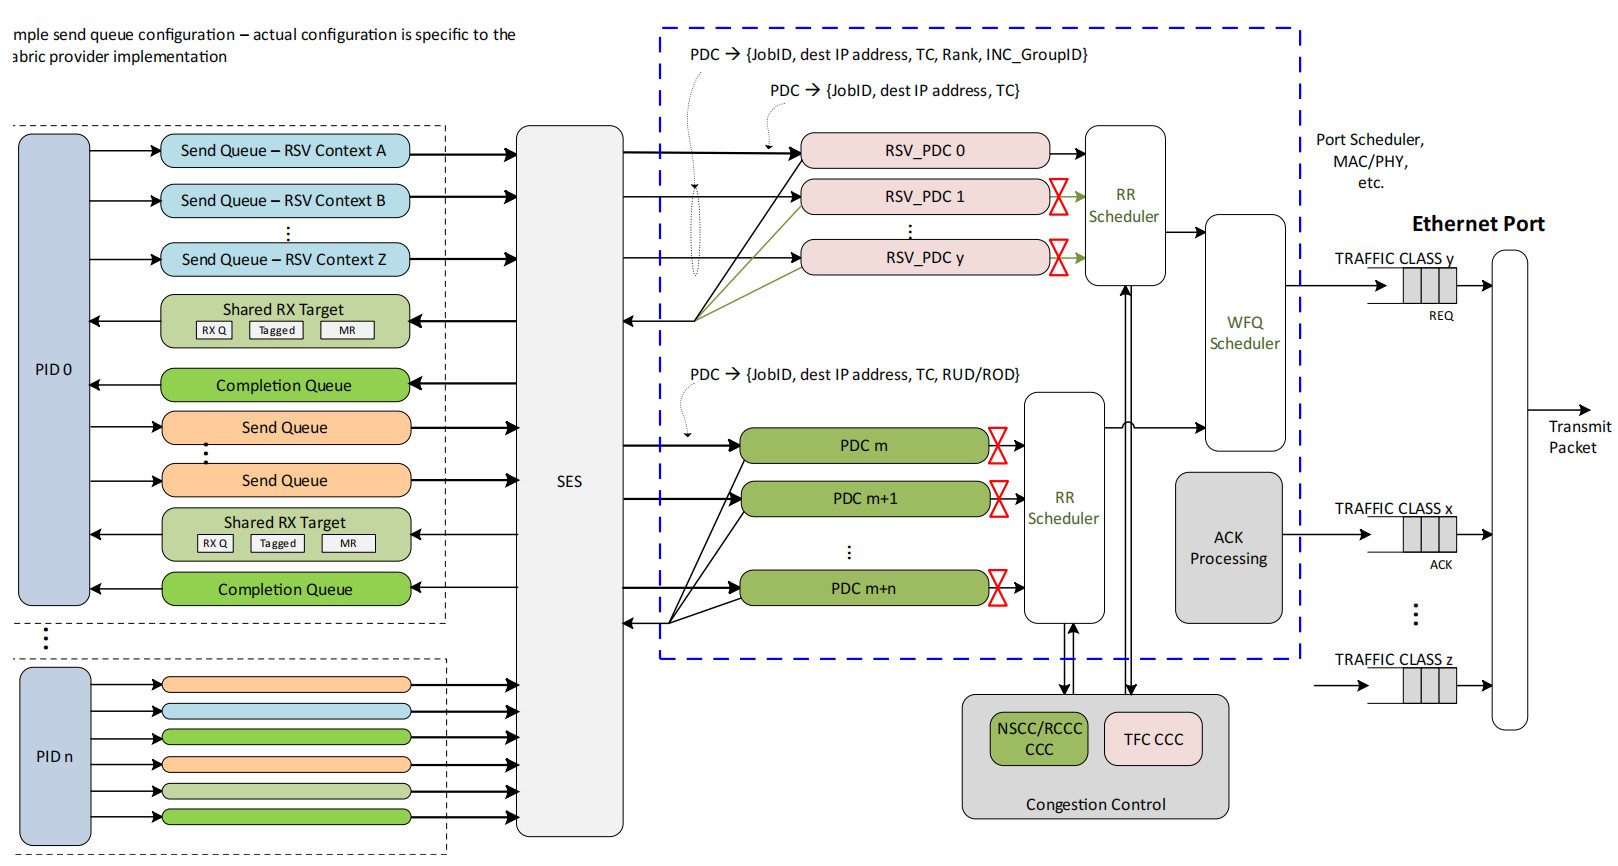 mple send queue configuration – actual configuration is specific to the
abric provider implementation
PDC → {JobID, dest IP address, TC, Rank, INC_GroupID}
PDC → {JobID, dest IP address, TC}
PID 0
Send Queue – RSV Context A
Send Queue – RSV Context B
⋮
Send Queue – RSV Context Z
Shared RX Target
RX Q Tagged MR
Completion Queue
Send Queue
⋮
Send Queue
Shared RX Target
RX Q Tagged MR
Completion Queue
⋮
PID n
SES
RSV_PDC 0
RSV_PDC 1
⋮
RSV_PDC y
RR
Scheduler
WFQ
Scheduler
PDC → {JobID, dest IP address, TC, RUD/ROD}
PDC m
PDC m+1
⋮
PDC m+n
RR
Scheduler
ACK
Processing
NSCC/RCCC
CCC
TFC CCC
Congestion Control
Port Scheduler,
MAC/PHY,
etc.
Ethernet Port
TRAFFIC CLASS y
REQ
TRAFFIC CLASS x
ACK
⋮
TRAFFIC CLASS z
Transmit
Packet